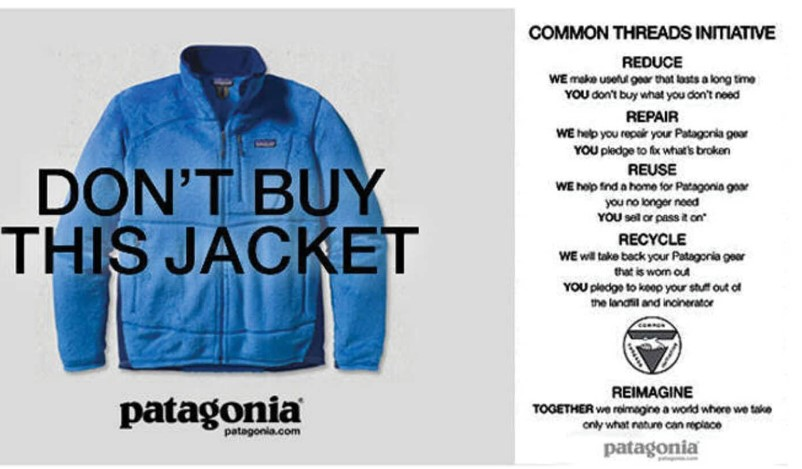 DON'T BUY
THIS JACKET
patagonia®
patagonia.com
COMMON THREADS INITIATIVE
REDUCE
WE make useful gear that lasts a long time
YOU don't buy what you don't need
REPAIR
WE help you repair your Patagonia gear
YOU pledge to fix what's broken
REUSE
WE help find a home for Patagonia gear
you no longer need
YOU sell or pass it on*
RECYCLE
WE will take back your Patagonia gear
that is worn out
YOU pledge to keep your stuff out of
the landfill and incinerator
COMMON
THREADS INITIATIVE
REIMAGINE
TOGETHER we reimagine a world where we take
only what nature can replace
patagonia
patagonia.com